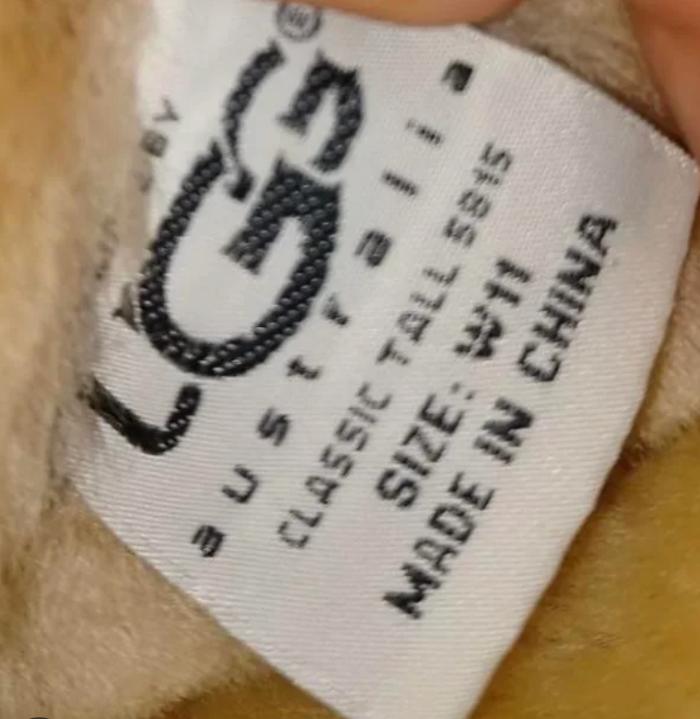 UGG®
australia
CLASSIC TALL 5815
SIZE: W11
MADE IN CHINA